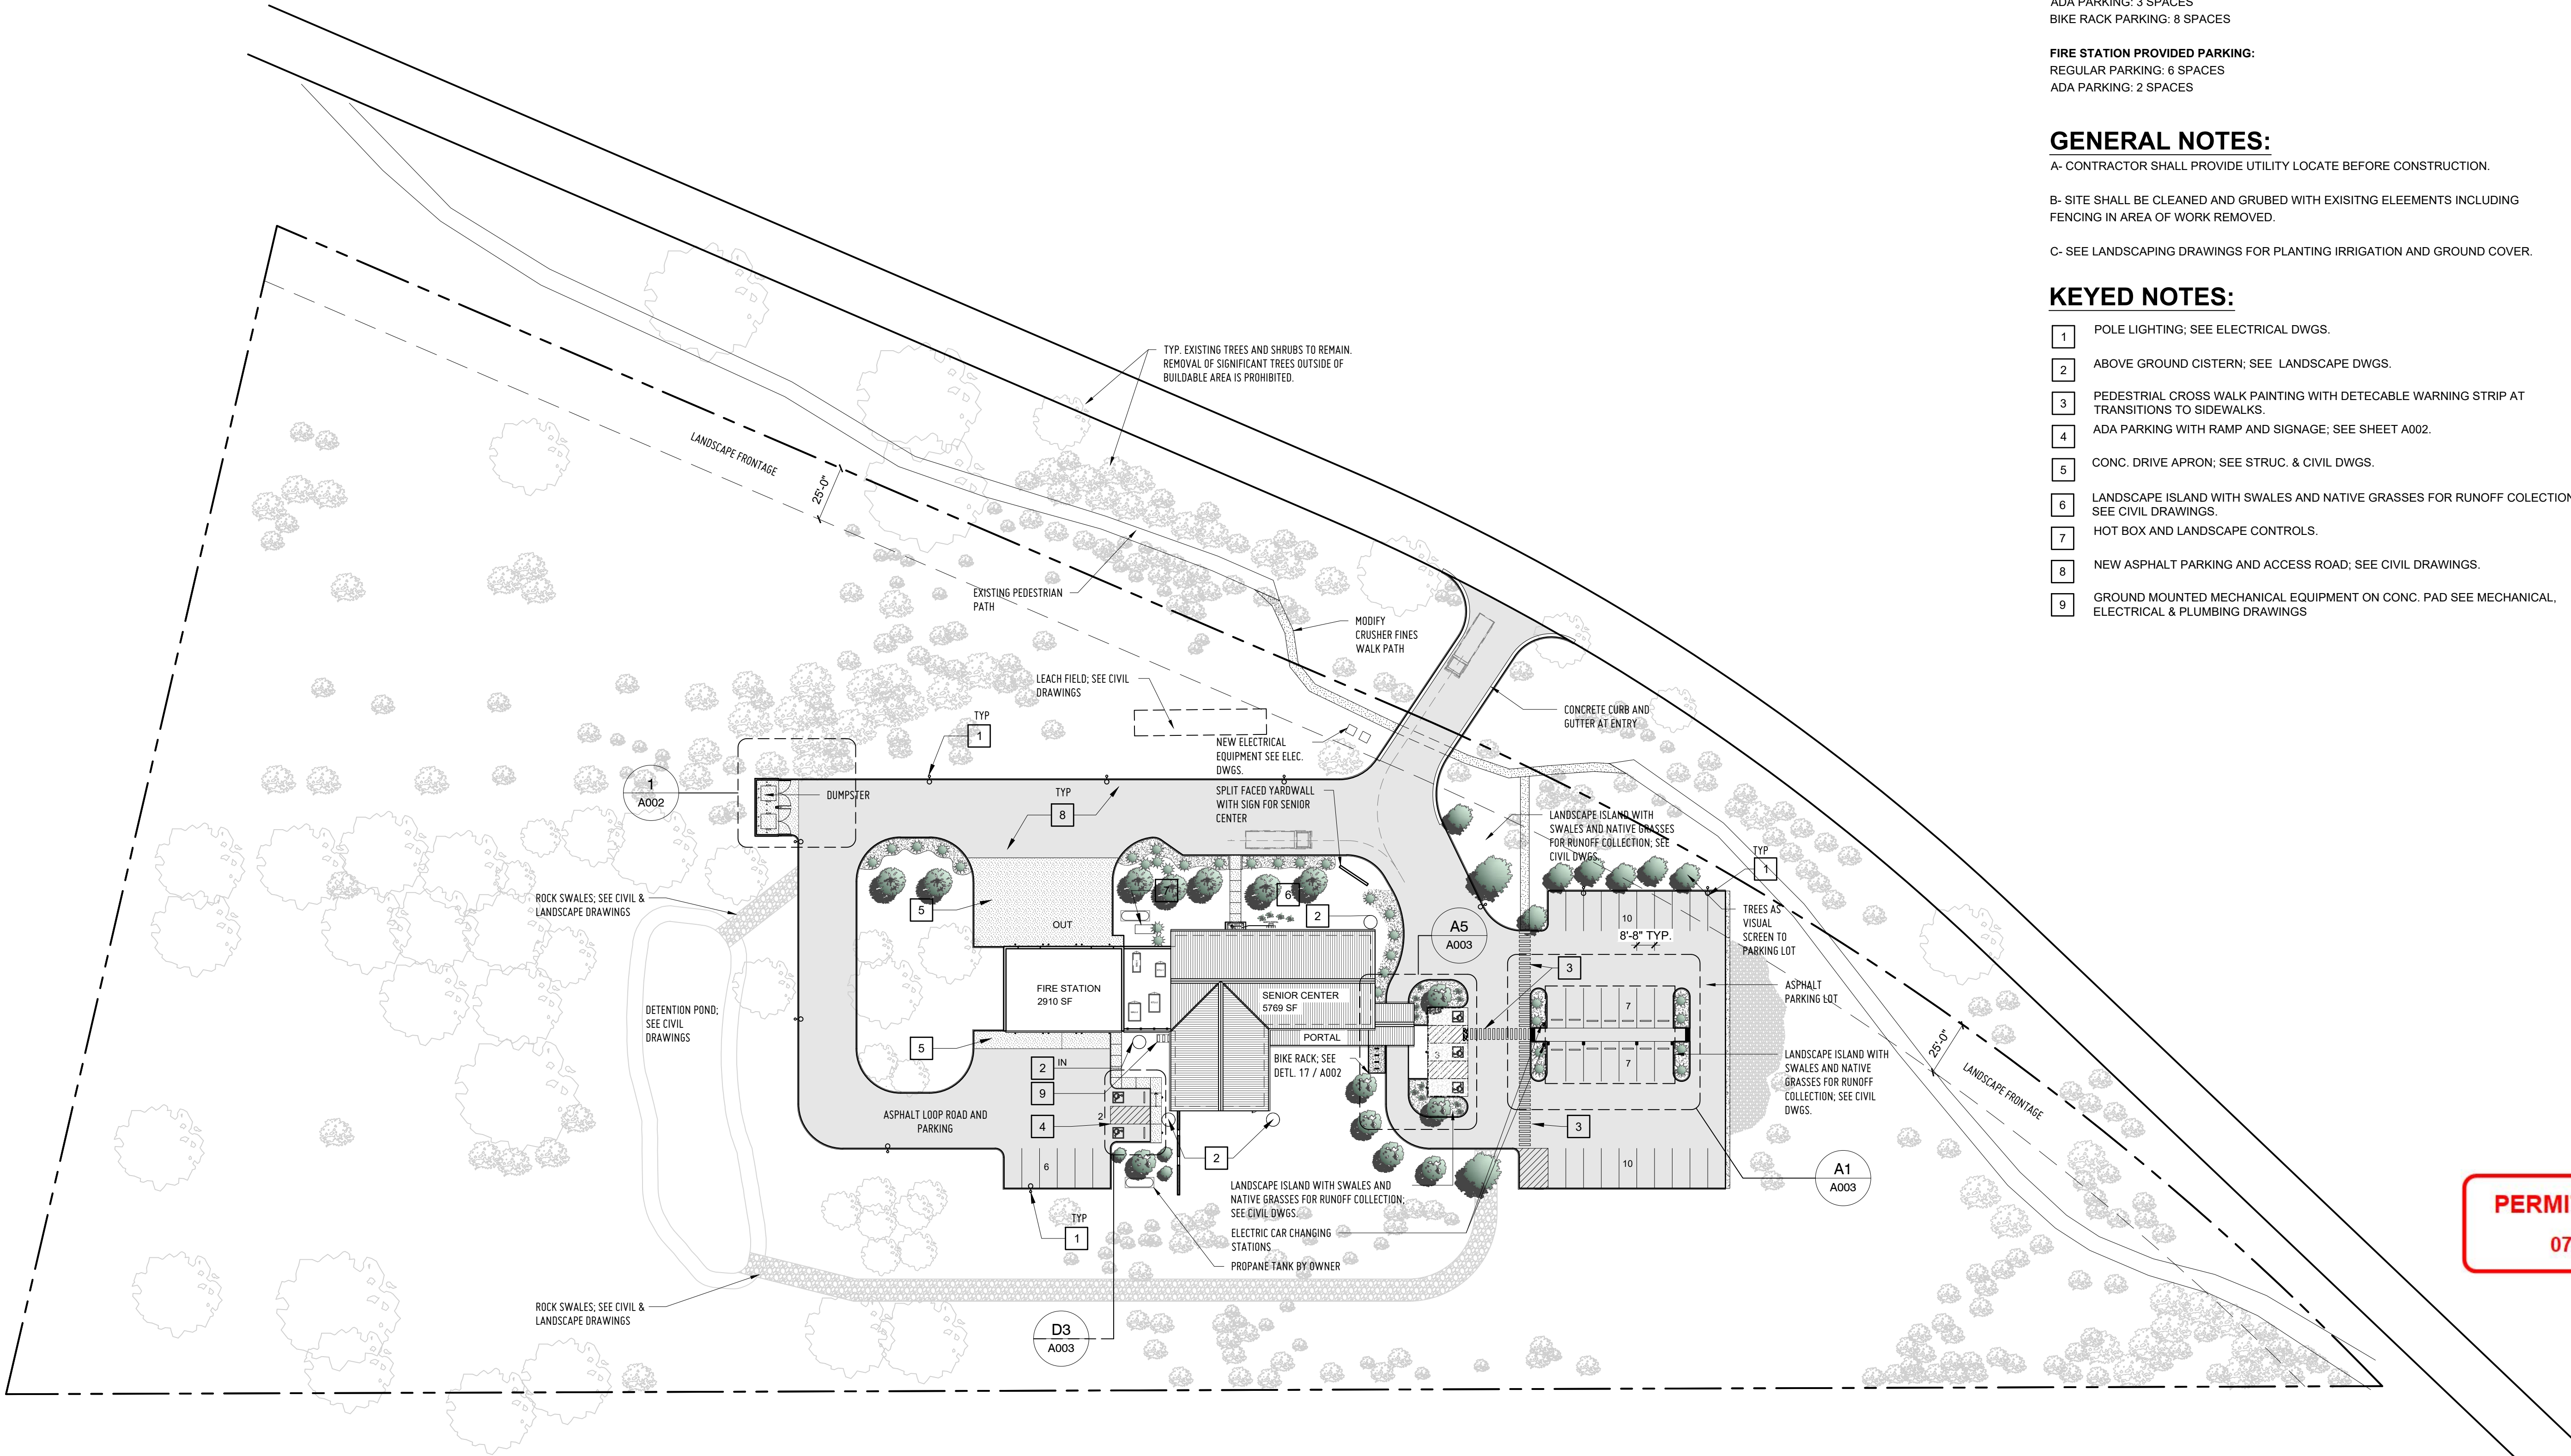 ADA PARKING: 3 SPACES
BIKE RACK PARKING: 8 SPACES
FIRE STATION PROVIDED PARKING:
REGULAR PARKING: 6 SPACES
ADA PARKING: 2 SPACES
GENERAL NOTES:
A- CONTRACTOR SHALL PROVIDE UTILITY LOCATE BEFORE CONSTRUCTION.
B- SITE SHALL BE CLEANED AND GRUBED WITH EXISITNG ELEEMENTS INCLUDING
FENCING IN AREA OF WORK REMOVED.
C- SEE LANDSCAPING DRAWINGS FOR PLANTING IRRIGATION AND GROUND COVER.
KEYED NOTES:
1 POLE LIGHTING; SEE ELECTRICAL DWGS.
2 ABOVE GROUND CISTERN; SEE LANDSCAPE DWGS.
3 PEDESTRIAL CROSS WALK PAINTING WITH DETECABLE WARNING STRIP AT
TRANSITIONS TO SIDEWALKS.
4 ADA PARKING WITH RAMP AND SIGNAGE; SEE SHEET A002.
5 CONC. DRIVE APRON; SEE STRUC. & CIVIL DWGS.
6 LANDSCAPE ISLAND WITH SWALES AND NATIVE GRASSES FOR RUNOFF COLECTION
SEE CIVIL DRAWINGS.
7 HOT BOX AND LANDSCAPE CONTROLS.
8 NEW ASPHALT PARKING AND ACCESS ROAD; SEE CIVIL DRAWINGS.
9 GROUND MOUNTED MECHANICAL EQUIPMENT ON CONC. PAD SEE MECHANICAL,
ELECTRICAL & PLUMBING DRAWINGS
TYP. EXISTING TREES AND SHRUBS TO REMAIN.
REMOVAL OF SIGNIFICANT TREES OUTSIDE OF
BUILDABLE AREA IS PROHIBITED.
LANDSCAPE FRONTAGE
25'-0"
EXISTING PEDESTRIAN
PATH
MODIFY
CRUSHER FINES
WALK PATH
LEACH FIELD; SEE CIVIL
DRAWINGS
CONCRETE CURB AND
GUTTER AT ENTRY
TYP
1
NEW ELECTRICAL
EQUIPMENT SEE ELEC.
DWGS.
1
A002
DUMPSTER
TYP
8
SPLIT FACED YARDWALL
WITH SIGN FOR SENIOR
CENTER
LANDSCAPE ISLAND WITH
SWALES AND NATIVE GRASSES
FOR RUNOFF COLLECTION; SEE
CIVIL DWGS.
TYP
1
ROCK SWALES; SEE CIVIL &
LANDSCAPE DRAWINGS
5
7
6
2
OUT
A5
A003
10
8'-8" TYP.
TREES AS
VISUAL
SCREEN TO
PARKING LOT
3
FIRE STATION
2910 SF
SENIOR CENTER
5769 SF
ASPHALT
PARKING LOT
7
DETENTION POND;
SEE CIVIL
DRAWINGS
5
PORTAL
25'-0"
LANDSCAPE FRONTAGE
2
IN
9
4
2
BIKE RACK; SEE
DETL. 17 / A002
3
7
LANDSCAPE ISLAND WITH
SWALES AND NATIVE
GRASSES FOR RUNOFF
COLLECTION; SEE CIVIL
DWGS.
ASPHALT LOOP ROAD AND
PARKING
3
2
6
10
A1
A003
LANDSCAPE ISLAND WITH SWALES AND
NATIVE GRASSES FOR RUNOFF COLLECTION;
SEE CIVIL DWGS.
TYP
1
ELECTRIC CAR CHANGING
STATIONS
PROPANE TANK BY OWNER
ROCK SWALES; SEE CIVIL &
LANDSCAPE DRAWINGS
D3
A003
PERMI
07